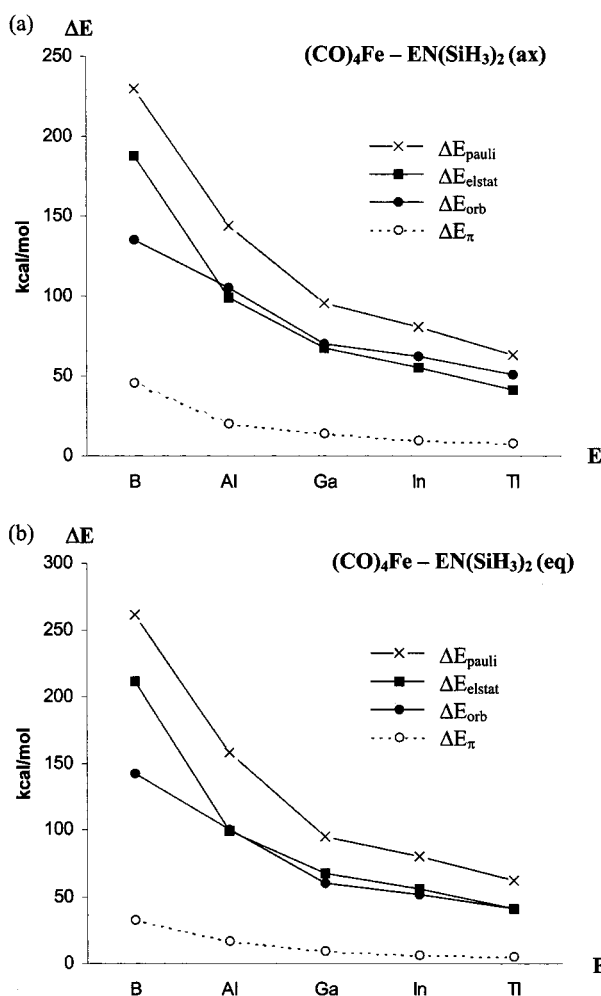 (a)
ΔE
(CO)₄Fe – EN(SiH₃)₂ (ax)
250
200
150
100
50
0
kcal/mol
ΔEpauli
ΔEelstat
ΔEorb
ΔEπ
B Al Ga In Tl
E
(b)
ΔE
(CO)₄Fe – EN(SiH₃)₂ (eq)
300
250
200
150
100
50
0
kcal/mol
ΔEpauli
ΔEelstat
ΔEorb
ΔEπ
B Al Ga In Tl
E